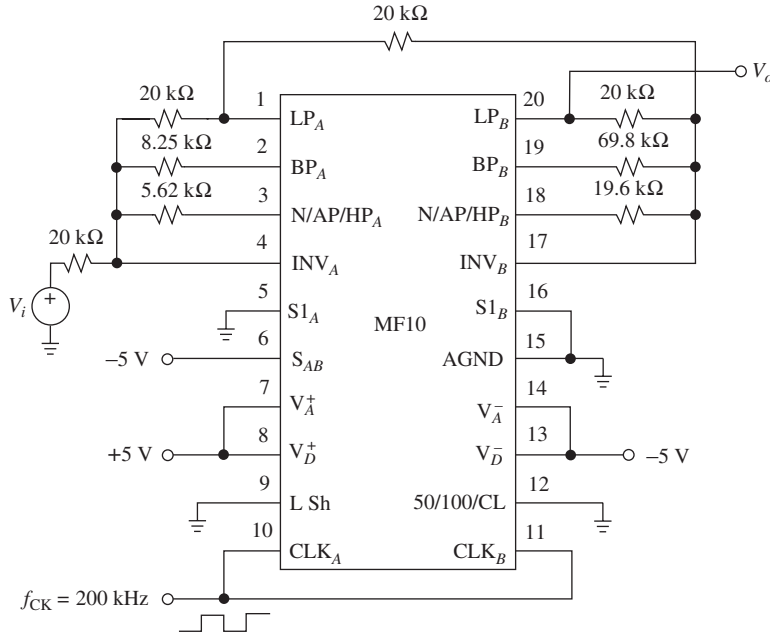 20 kΩ
V_o
20 kΩ 1 LP_A 20 LP_B 20 kΩ
8.25 kΩ 2 BP_A 19 BP_B 69.8 kΩ
5.62 kΩ 3 N/AP/HP_A 18 N/AP/HP_B 19.6 kΩ
20 kΩ 4 INV_A 17 INV_B
V_i +
5 S1_A 16 S1_B
MF10
−5 V 6 S_AB 15 AGND
7 V_A^+ 14 V_A^−
+5 V 8 V_D^+ 13 V_D^− −5 V
9 L Sh 12 50/100/CL
10 CLK_A 11 CLK_B
f_CK = 200 kHz